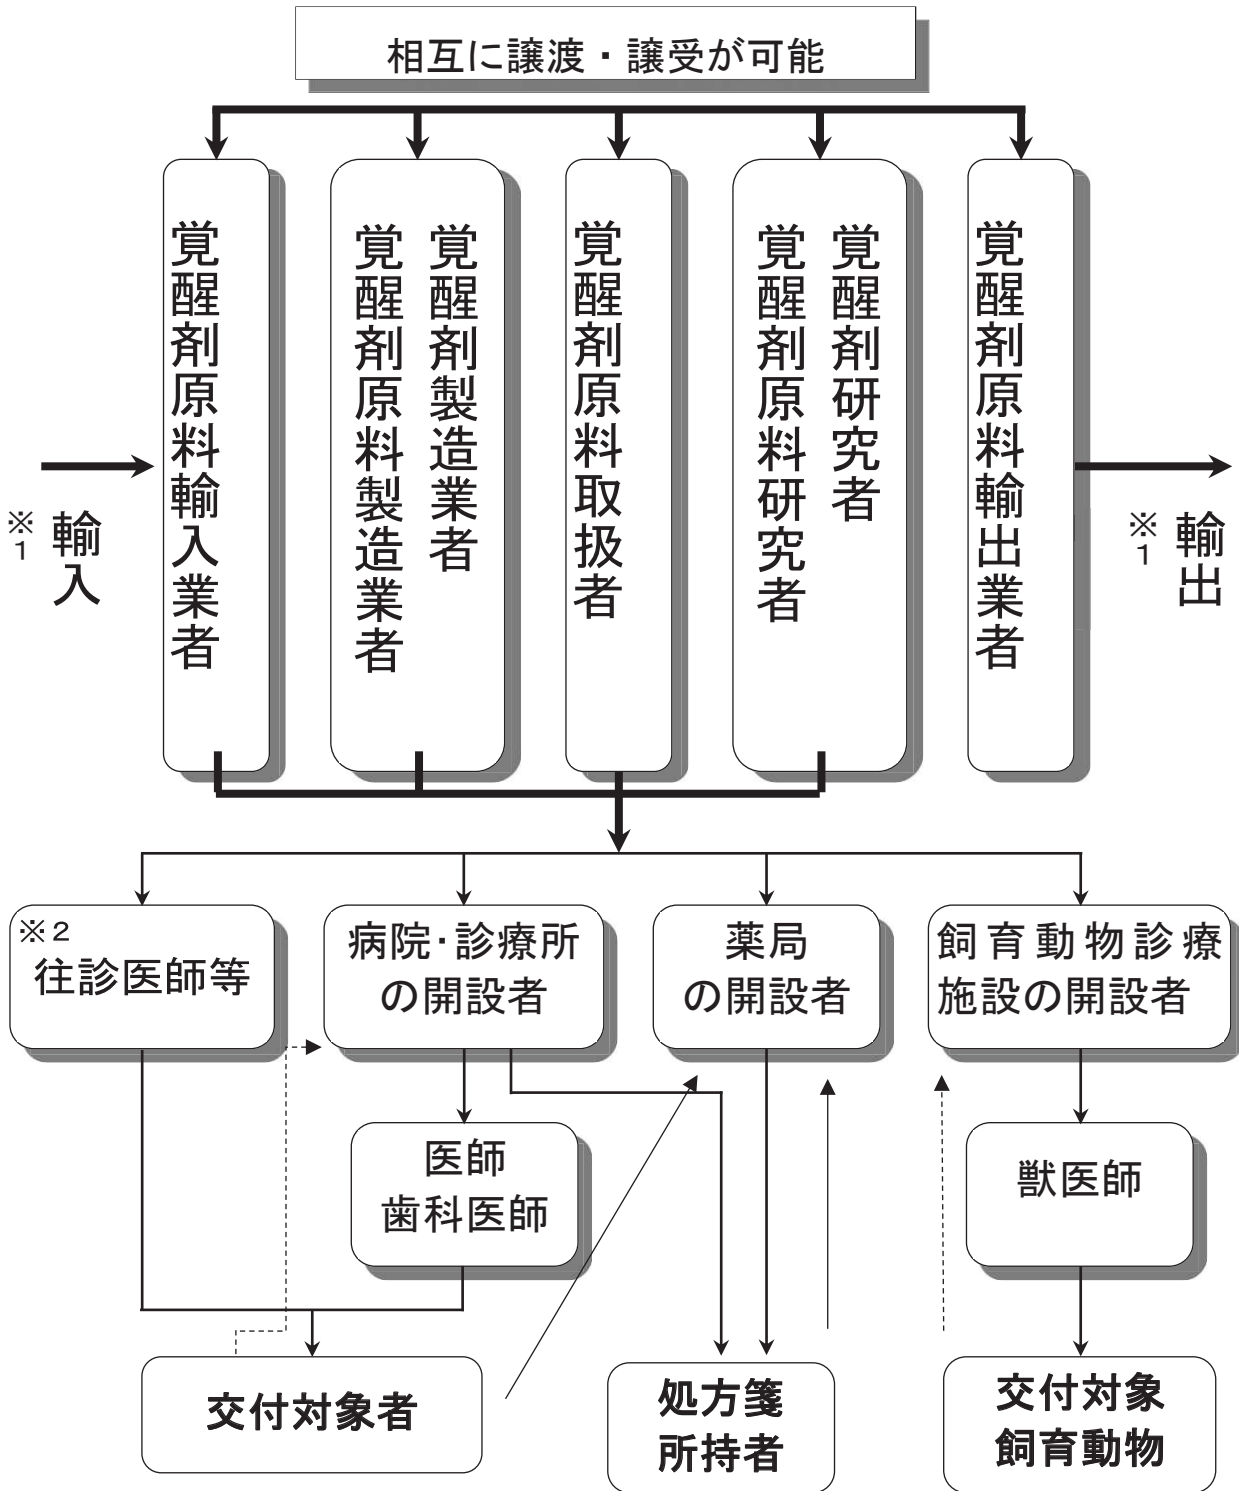 相互に譲渡・譲受が可能
覚醒剤原料輸入業者
覚醒剤製造業者
覚醒剤原料製造業者
覚醒剤原料取扱者
覚醒剤研究者
覚醒剤原料研究者
覚醒剤原料輸出業者
輸入
※1
輸出
※1
※2
往診医師等
病院・診療所
の開設者
薬局
の開設者
飼育動物診療
施設の開設者
医師
歯科医師
獣医師
交付対象者
処方箋
所持者
交付対象
飼育動物